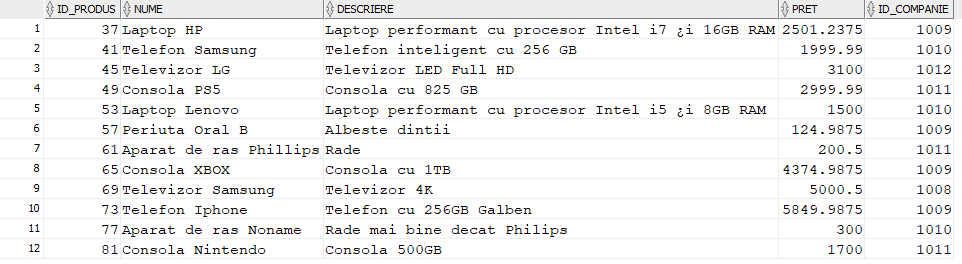 ID_PRODUS NUME DESCRIERE PRET ID_COMPANIE
1 37 Laptop HP Laptop performant cu procesor Intel i7 ¿i 16GB RAM 2501.2375 1009
2 41 Telefon Samsung Telefon inteligent cu 256 GB 1999.99 1010
3 45 Televizor LG Televizor LED Full HD 3100 1012
4 49 Consola PS5 Consola cu 825 GB 2999.99 1011
5 53 Laptop Lenovo Laptop performant cu procesor Intel i5 ¿i 8GB RAM 1500 1010
6 57 Periuta Oral B Albeste dintii 124.9875 1009
7 61 Aparat de ras Phillips Rade 200.5 1011
8 65 Consola XBOX Consola cu 1TB 4374.9875 1009
9 69 Televizor Samsung Televizor 4K 5000.5 1008
10 73 Telefon Iphone Telefon cu 256GB Galben 5849.9875 1009
11 77 Aparat de ras Noname Rade mai bine decat Philips 300 1010
12 81 Consola Nintendo Consola 500GB 1700 1011